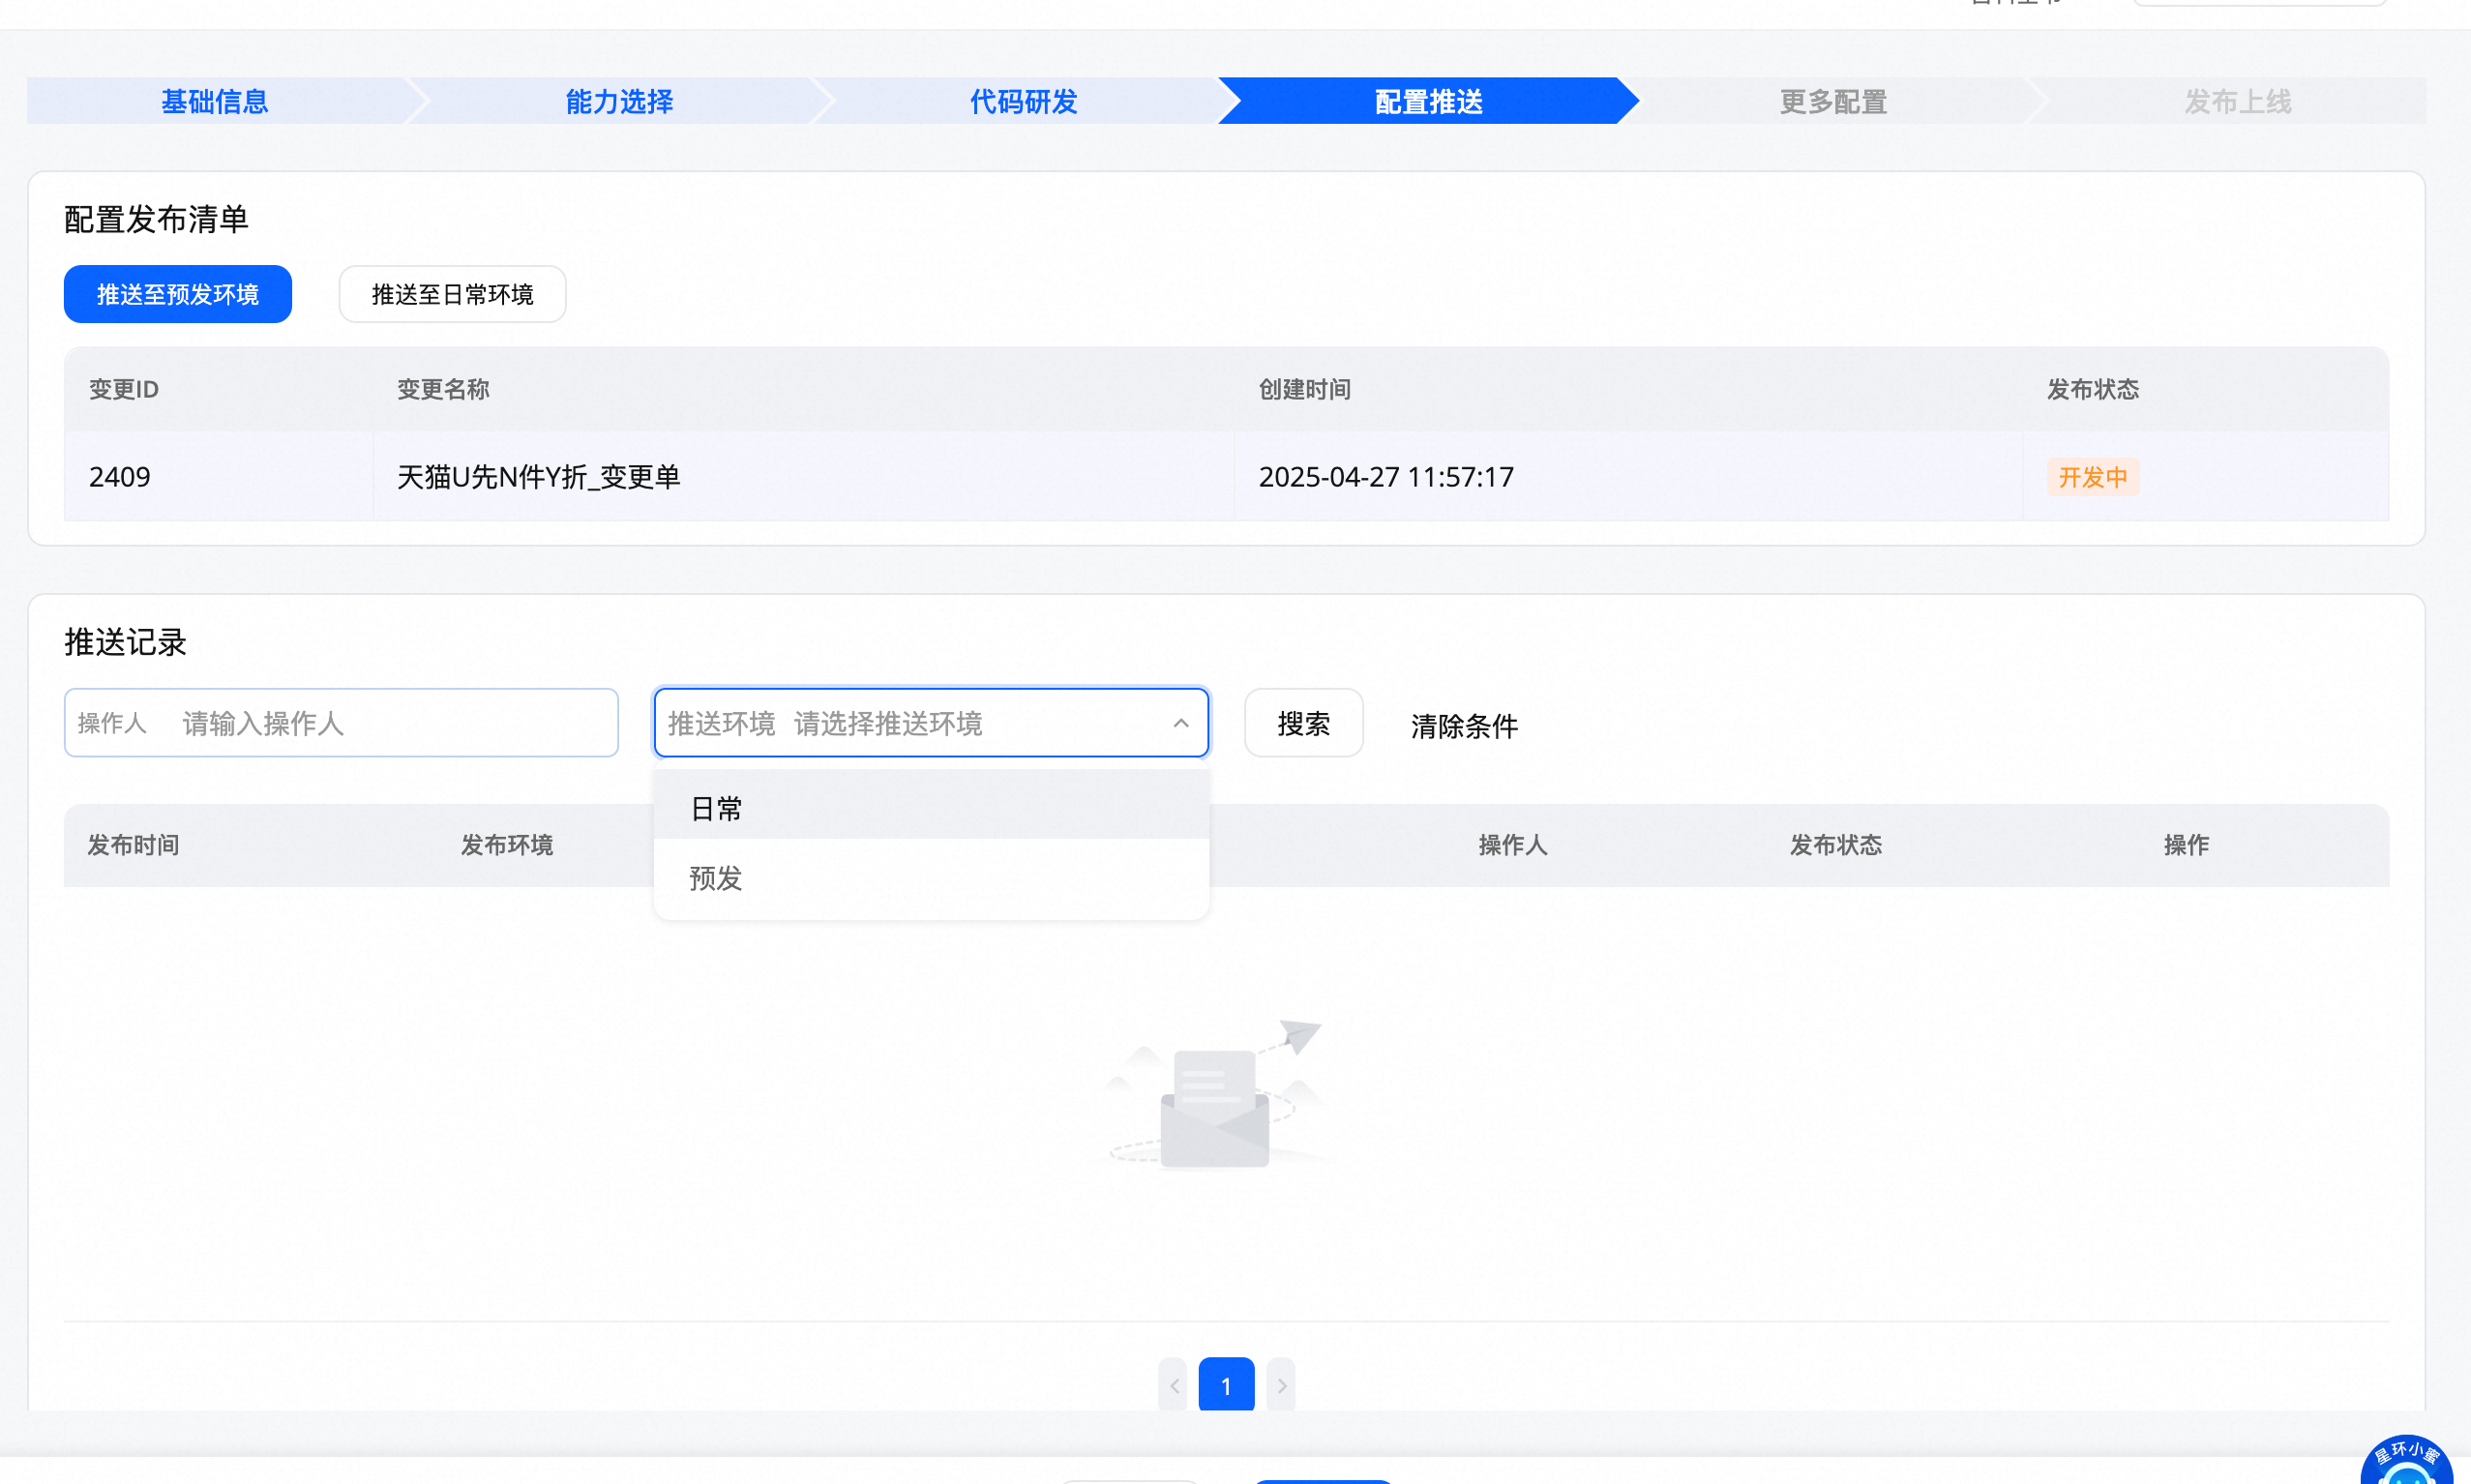 基础信息 能力选择 代码研发 配置推送 更多配置 发布上线
配置发布清单
推送至预发环境 推送至日常环境
变更ID 变更名称 创建时间 发布状态
2409 天猫U先N件Y折_变更单 2025-04-27 11:57:17 开发中
推送记录
操作人 请输入操作人 推送环境 请选择推送环境 搜索 清除条件
日常
发布时间 发布环境 操作人 发布状态 操作
预发
1
星环小蜜